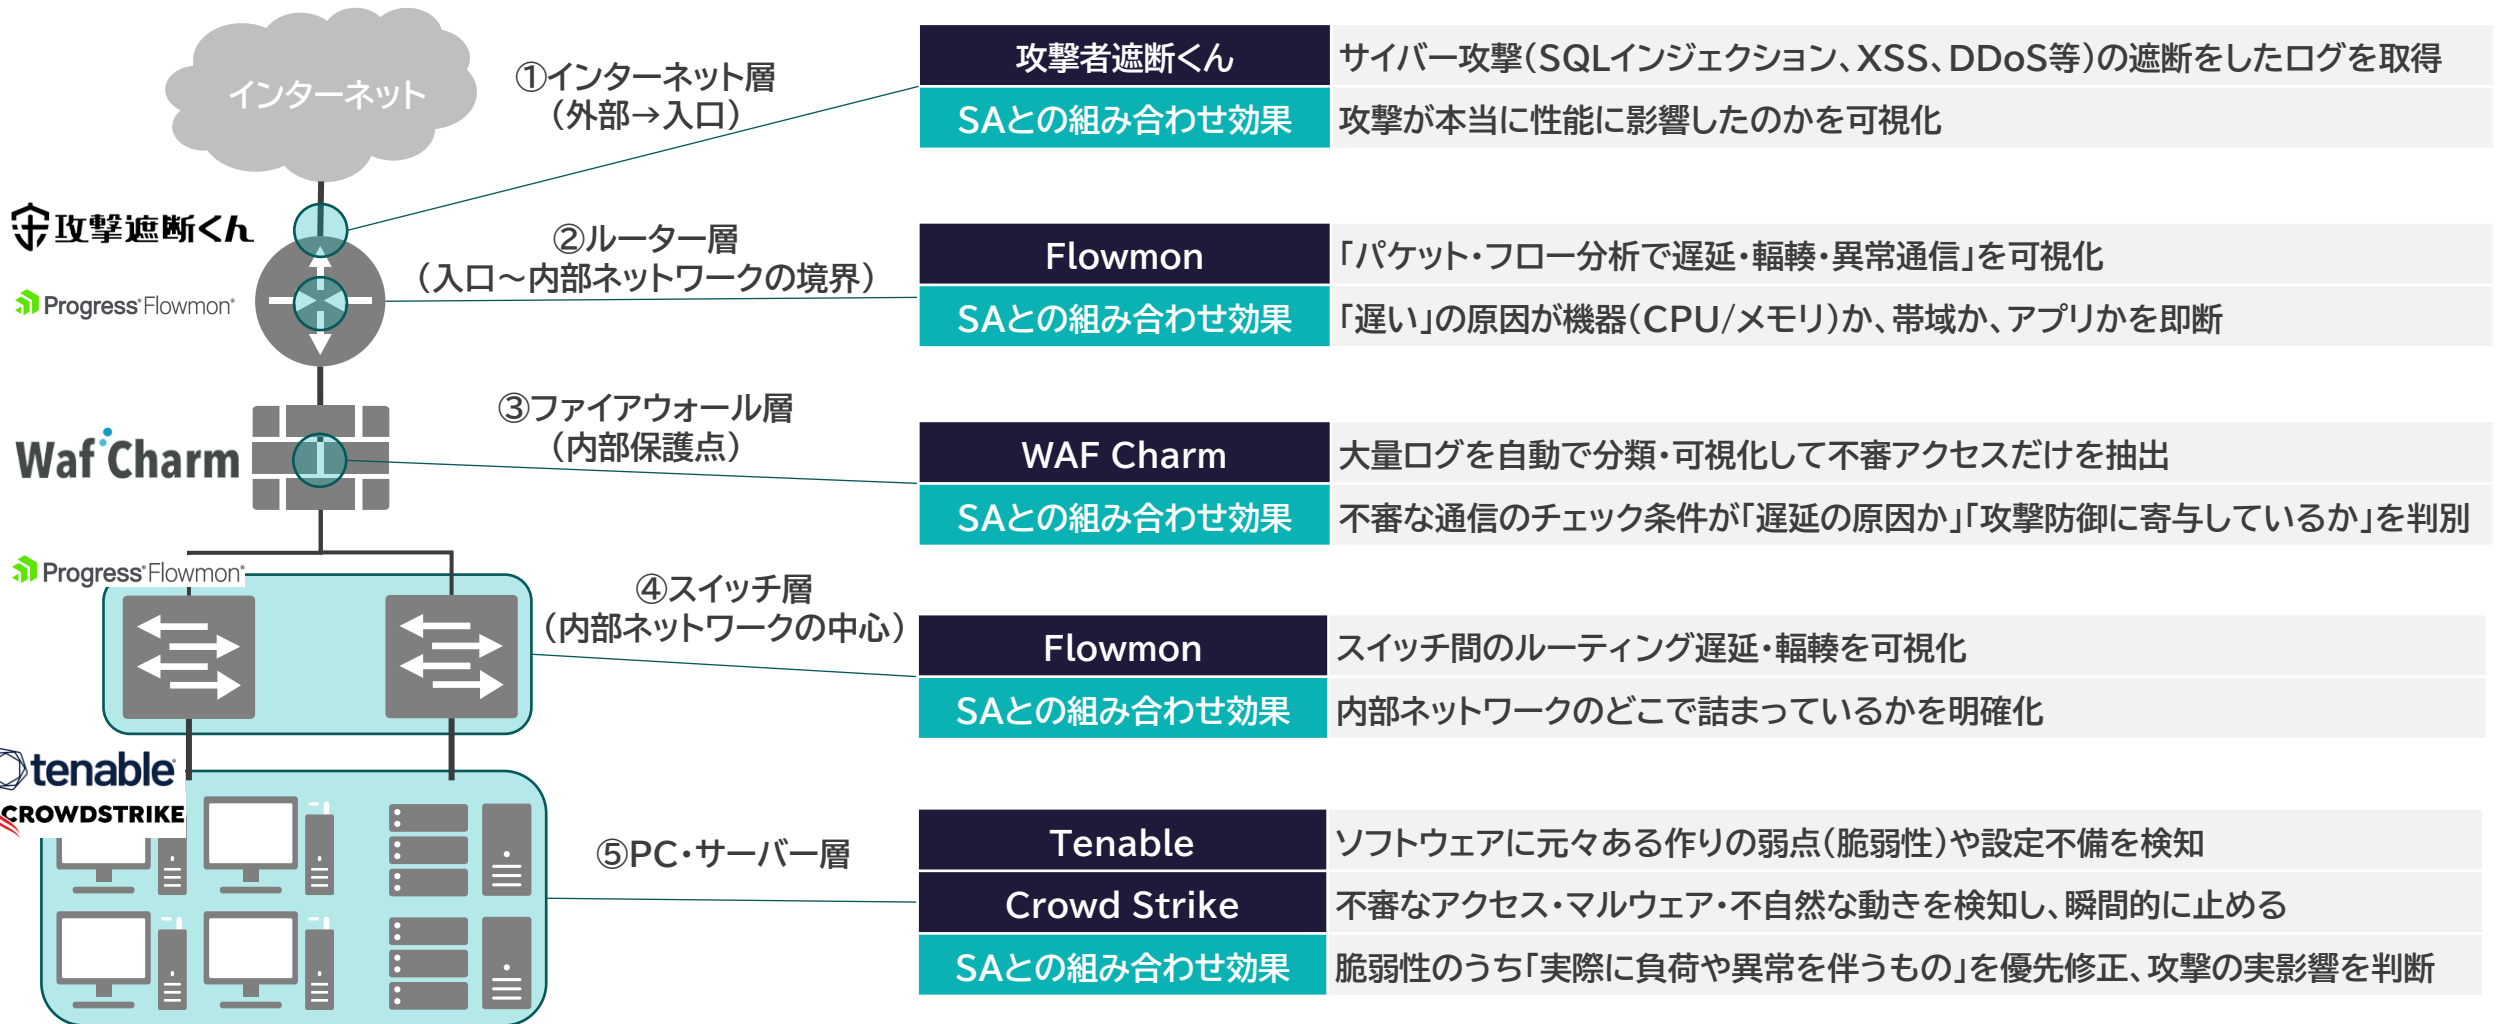 インターネット
①インターネット層
（外部→入口）
攻撃者遮断くん
サイバー攻撃（SQLインジェクション、XSS、DDoS等）の遮断をしたログを取得
SAとの組み合わせ効果
攻撃が本当に性能に影響したのかを可視化
攻撃遮断くん
Progress® Flowmon®
②ルーター層
（入口～内部ネットワークの境界）
Flowmon
「パケット・フロー分析で遅延・輻輳・異常通信」を可視化
SAとの組み合わせ効果
「遅い」の原因が機器（CPU/メモリ）か、帯域か、アプリかを即断
WafCharm
③ファイアウォール層
（内部保護点）
WAF Charm
大量ログを自動で分類・可視化して不審アクセスだけを抽出
SAとの組み合わせ効果
不審な通信のチェック条件が「遅延の原因か」「攻撃防御に寄与しているか」を判別
Progress® Flowmon®
④スイッチ層
（内部ネットワークの中心）
Flowmon
スイッチ間のルーティング遅延・輻輳を可視化
SAとの組み合わせ効果
内部ネットワークのどこで詰まっているかを明確化
tenable®
CROWDSTRIKE
⑤PC・サーバー層
Tenable
ソフトウェアに元々ある作りの弱点（脆弱性）や設定不備を検知
Crowd Strike
不審なアクセス・マルウェア・不自然な動きを検知し、瞬間的に止める
SAとの組み合わせ効果
脆弱性のうち「実際に負荷や異常を伴うもの」を優先修正、攻撃の実影響を判断